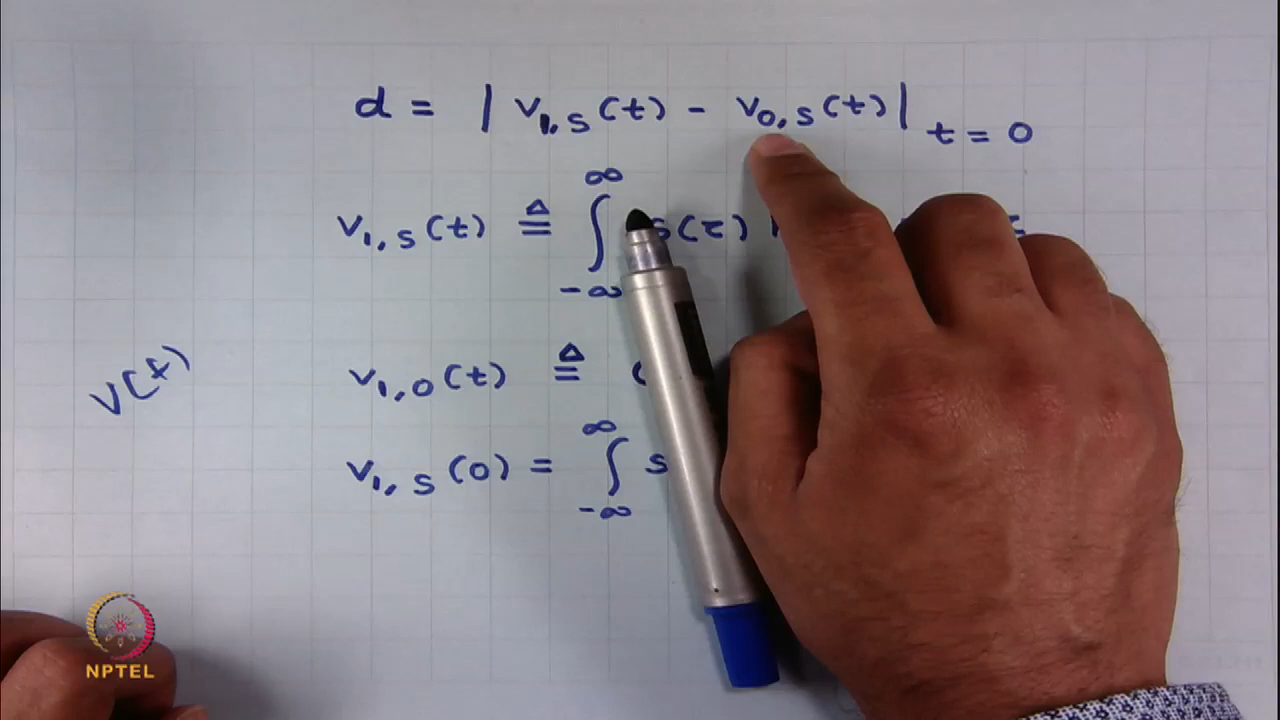 d = | v₁,ₛ(t) - v₀,ₛ(t) | t = 0
v₁,ₛ(t) ≜ ∫_{-∞}^{∞} s(τ)
v₁,₀(t) ≜
v(t)
v₁,ₛ(0) = ∫_{-∞}^{∞} s
NPTEL